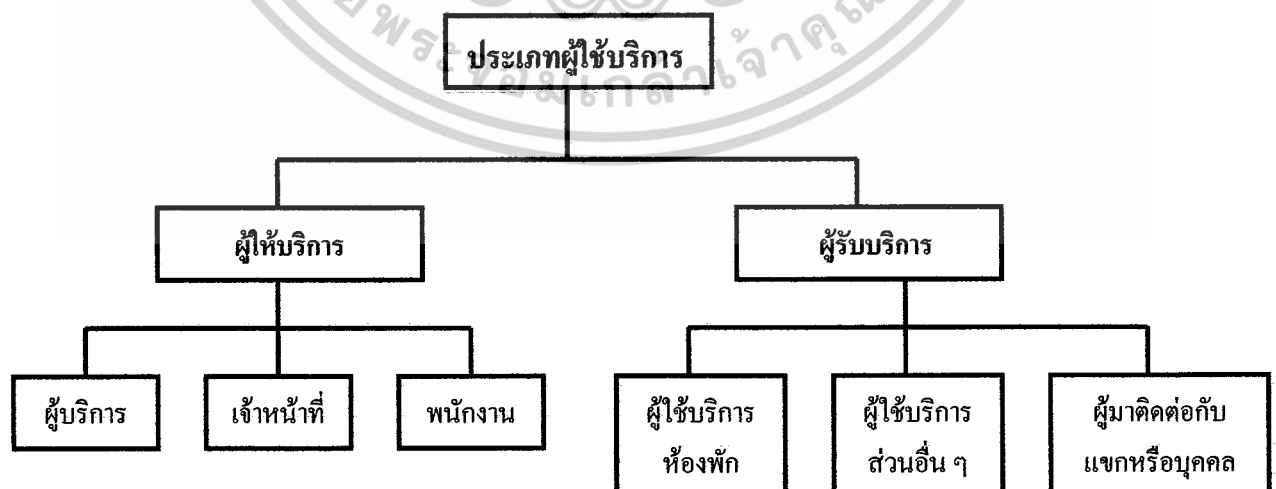 ประเภทผู้ใช้บริการ
ผู้ให้บริการ
ผู้รับบริการ
ผู้บริการ
เจ้าหน้าที่
พนักงาน
ผู้ใช้บริการ
ห้องพัก
ผู้ใช้บริการ
ส่วนอื่น ๆ
ผู้มาติดต่อกับ
แขกหรือบุคคล